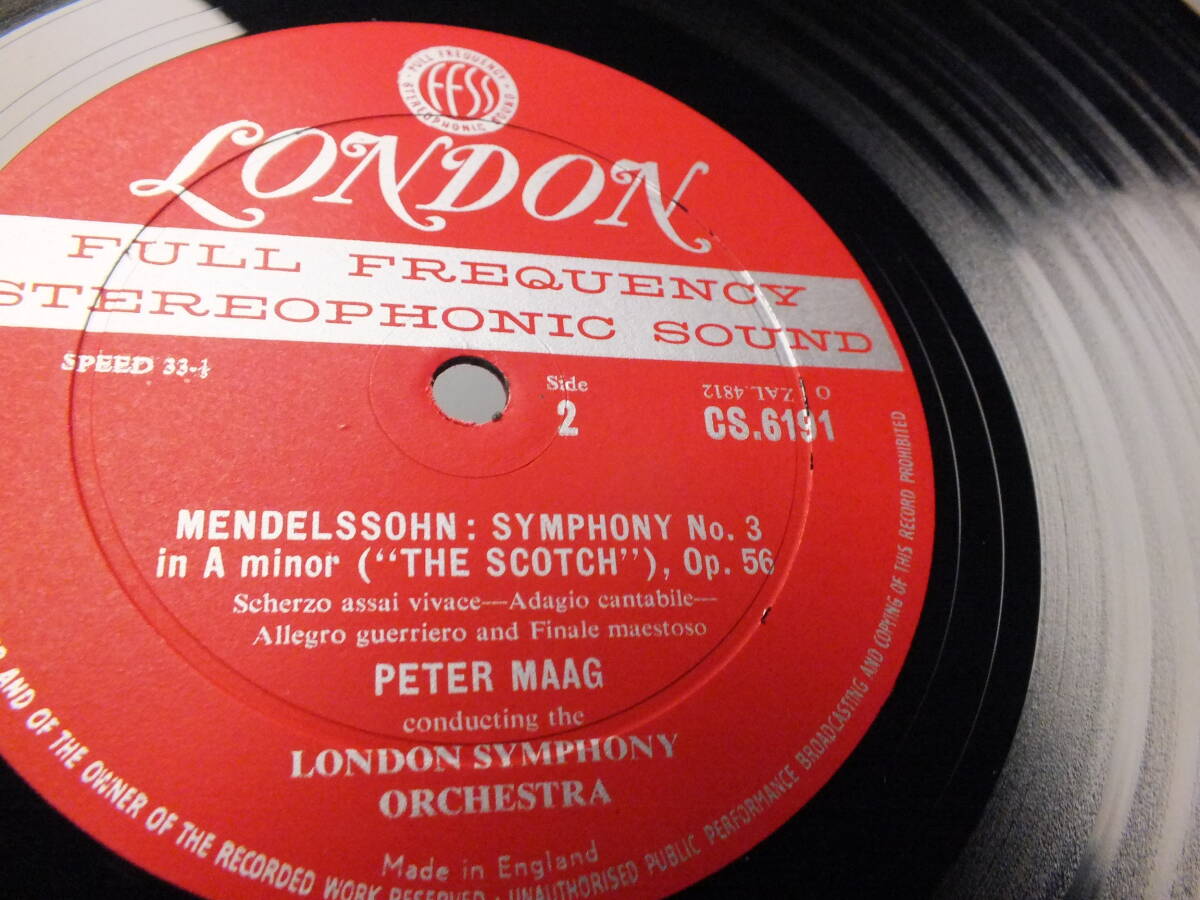 FULL FREQUENCY
FFSS
STEREOPHONIC SOUND
LONDON
FULL FREQUENCY
STEREOPHONIC SOUND
SPEED 33-⅓
Side
2
O ZAL.4812
CS.6191
MENDELSSOHN: SYMPHONY No. 3
in A minor ("THE SCOTCH"), Op. 56
Scherzo assai vivace—Adagio cantabile—
Allegro guerriero and Finale maestoso
PETER MAAG
conducting the
LONDON SYMPHONY
ORCHESTRA
Made in England
AND OF THE OWNER OF THE RECORDED WORK RESERVED · UNAUTHORISED PUBLIC PERFORMANCE BROADCASTING AND COPYING OF THIS RECORD PROHIBITED